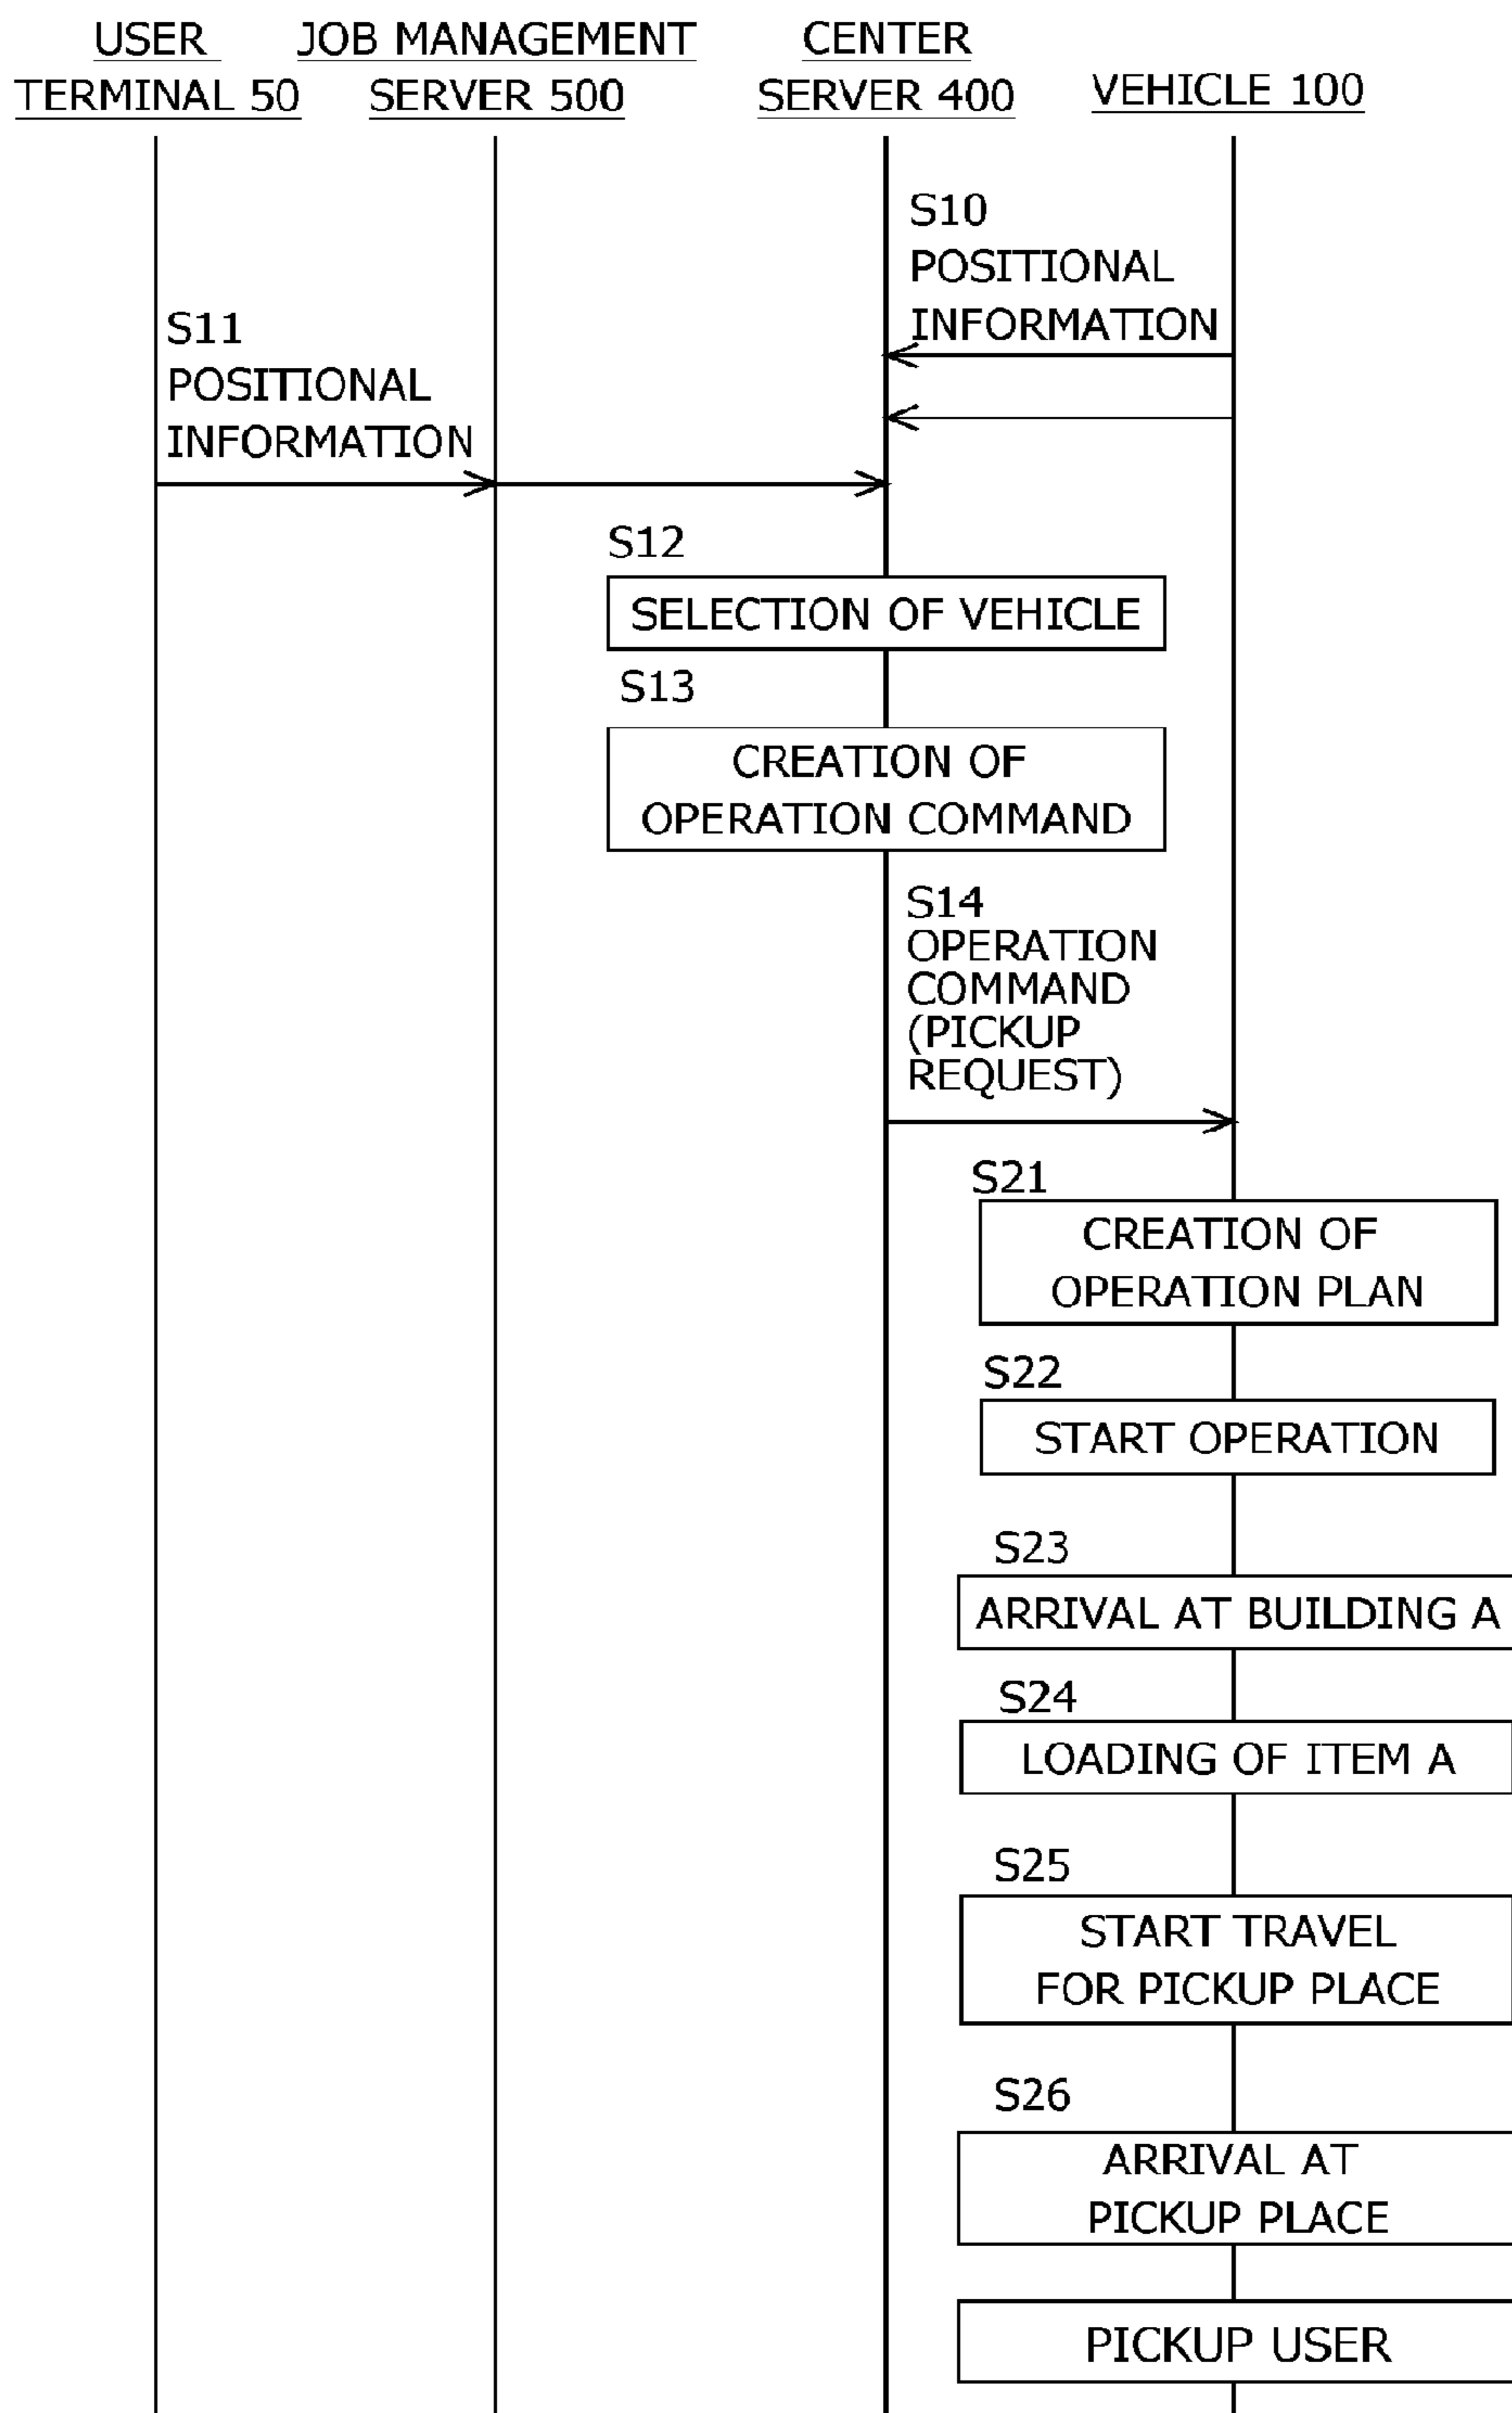 USER
TERMINAL 50
JOB MANAGEMENT
SERVER 500
CENTER
SERVER 400
VEHICLE 100
S10
POSITIONAL
INFORMATION
S11
POSITIONAL
INFORMATION
S12
SELECTION OF VEHICLE
S13
CREATION OF
OPERATION COMMAND
S14
OPERATION
COMMAND
(PICKUP
REQUEST)
S21
CREATION OF
OPERATION PLAN
S22
START OPERATION
S23
ARRIVAL AT BUILDING A
S24
LOADING OF ITEM A
S25
START TRAVEL
FOR PICKUP PLACE
S26
ARRIVAL AT
PICKUP PLACE
PICKUP USER